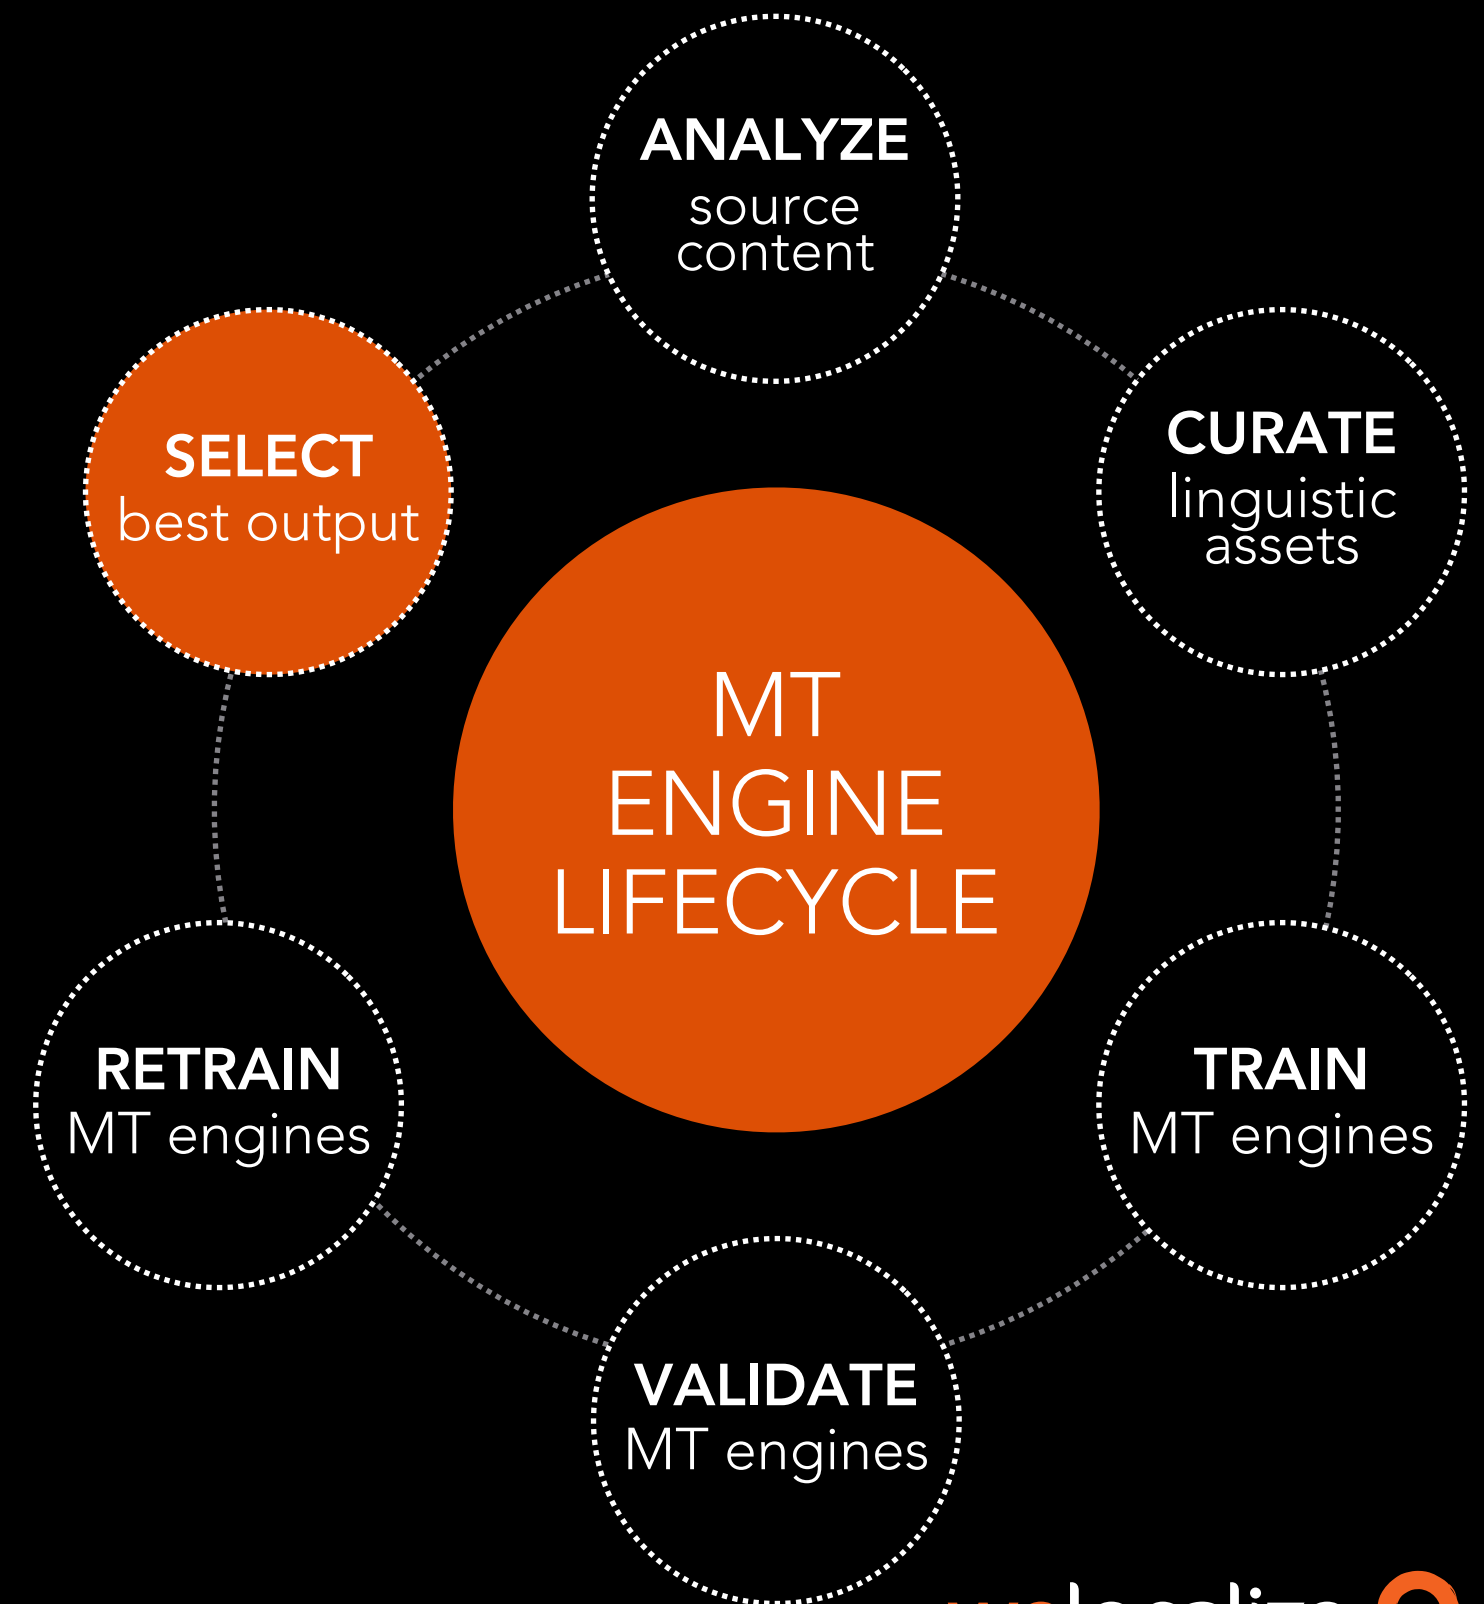 ANALYZE
source
content
CURATE
linguistic
assets
TRAIN
MT engines
VALIDATE
MT engines
RETRAIN
MT engines
SELECT
best output
MT
ENGINE
LIFECYCLE
welocalize